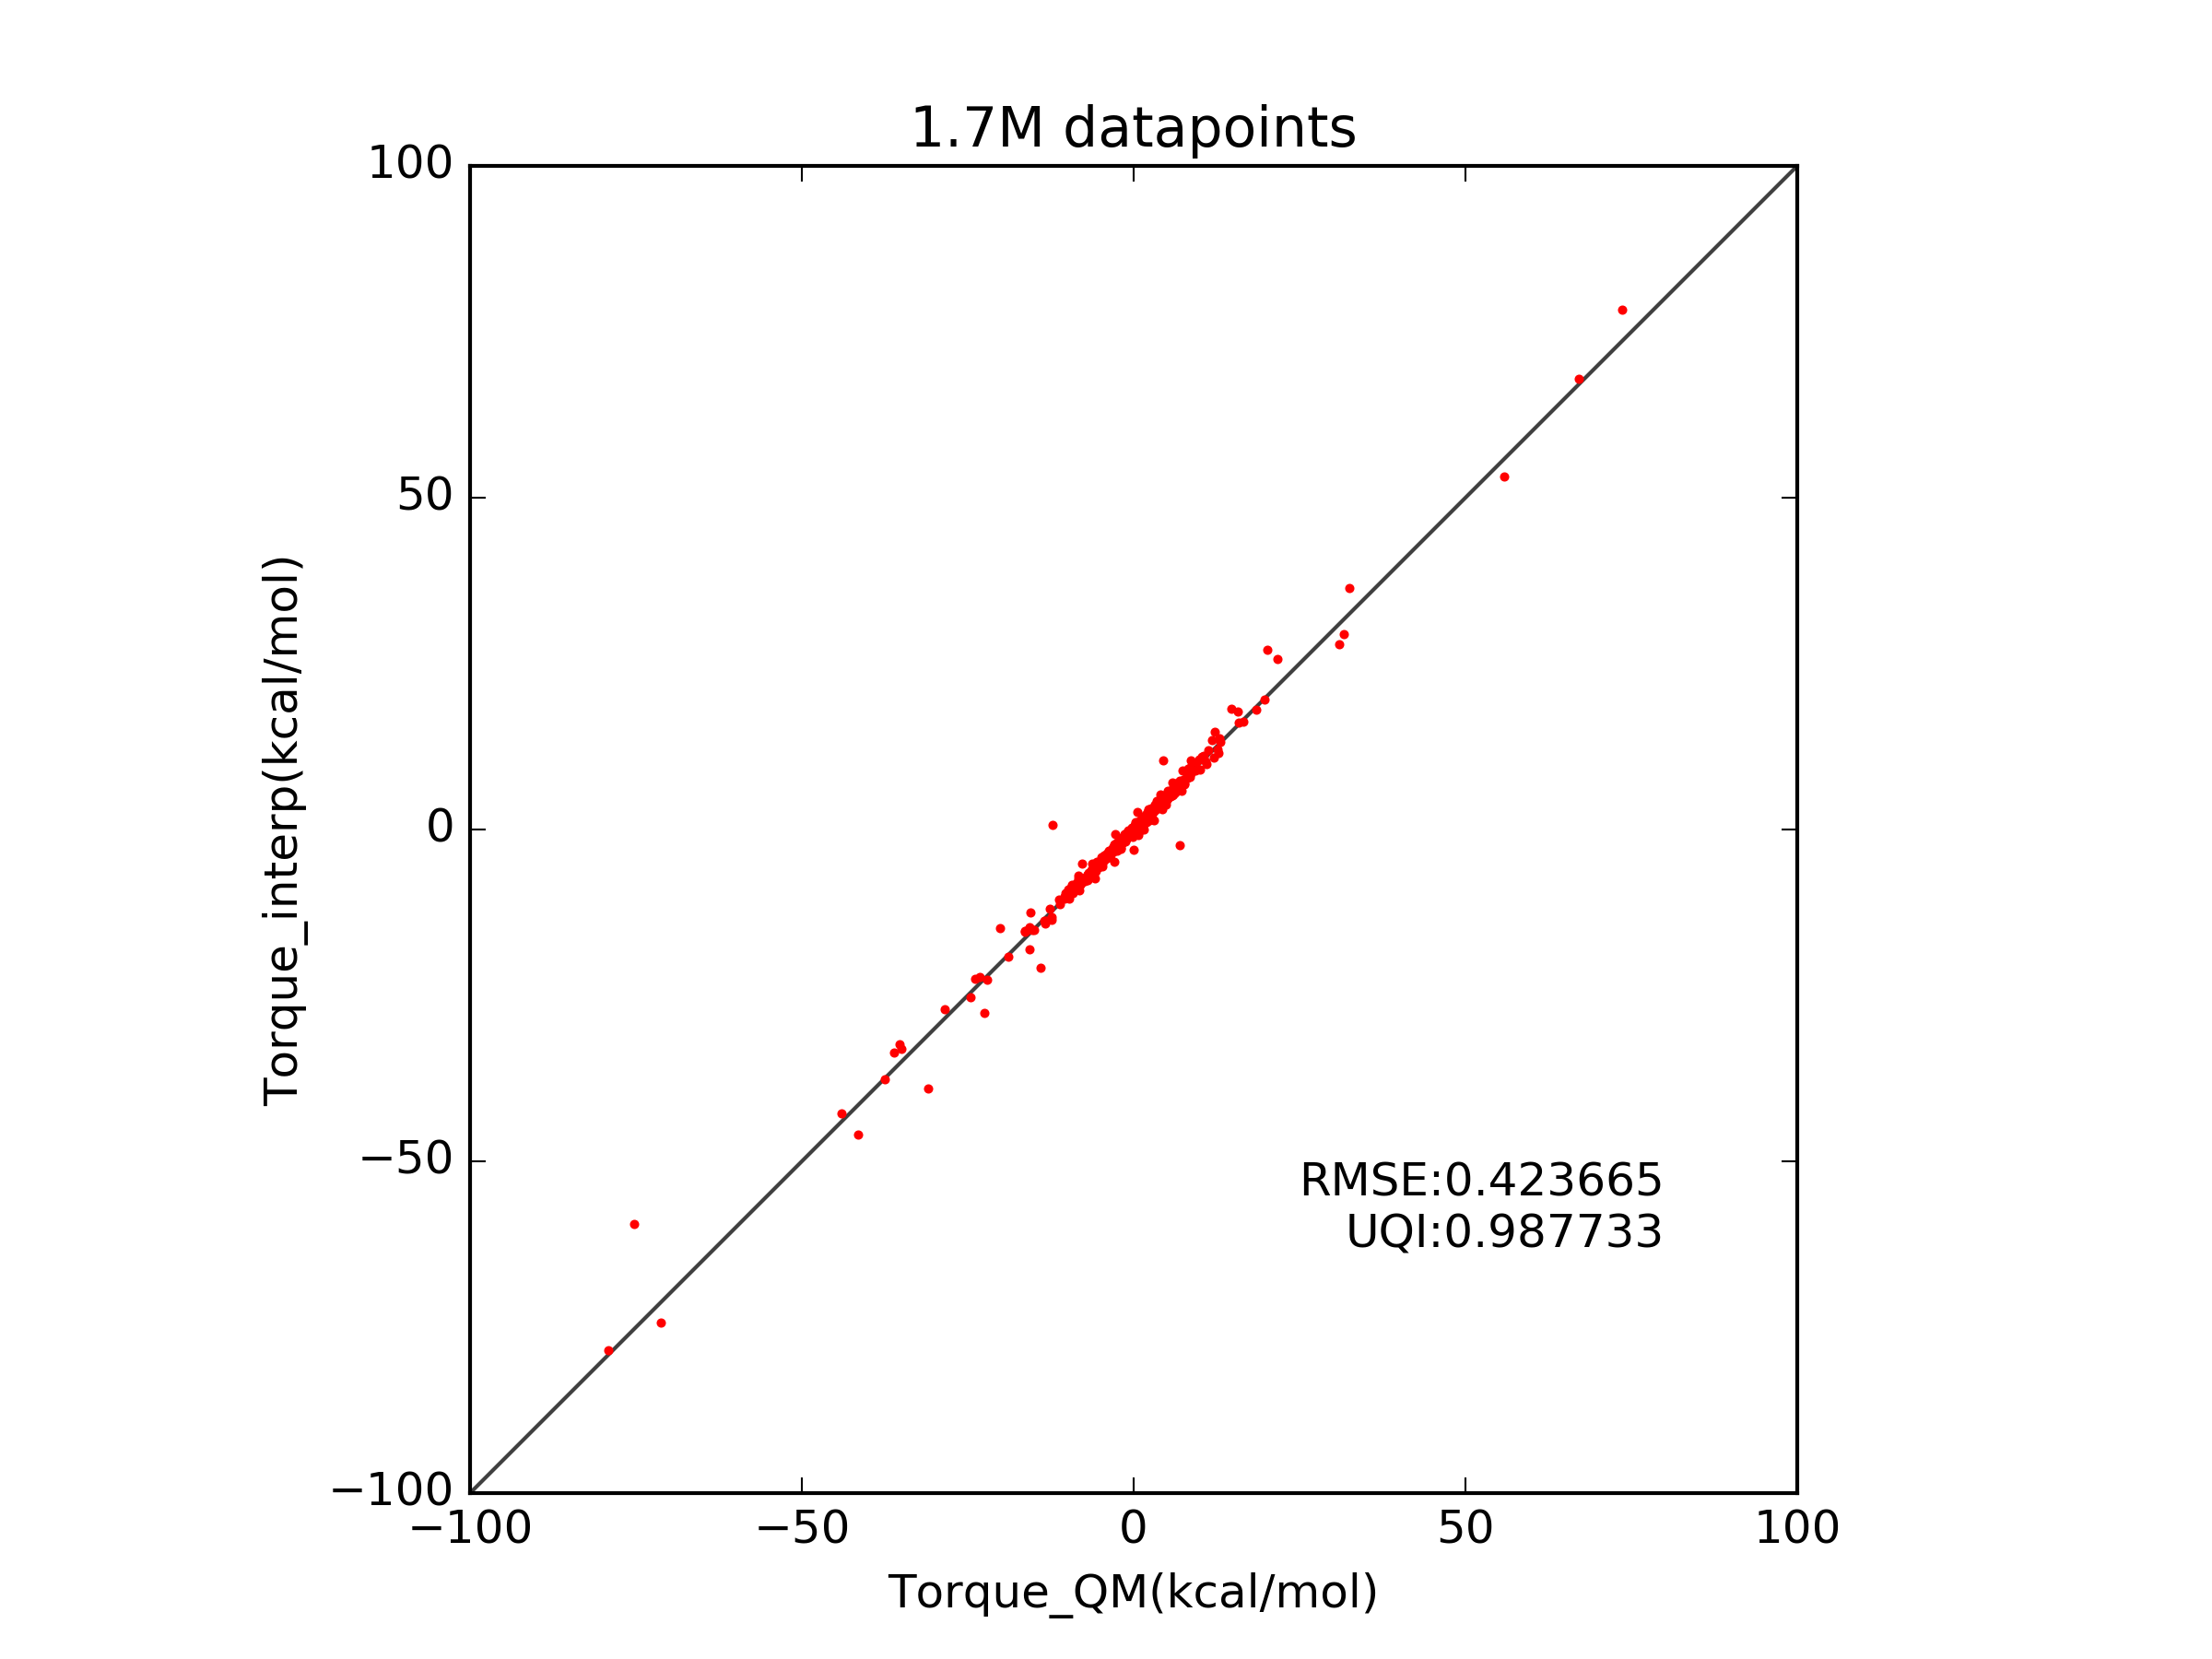 1.7M datapoints
100
50
0
−50
−100
Torque_interp(kcal/mol)
RMSE:0.423665
UQI:0.987733
−100
−50
0
50
100
Torque_QM(kcal/mol)